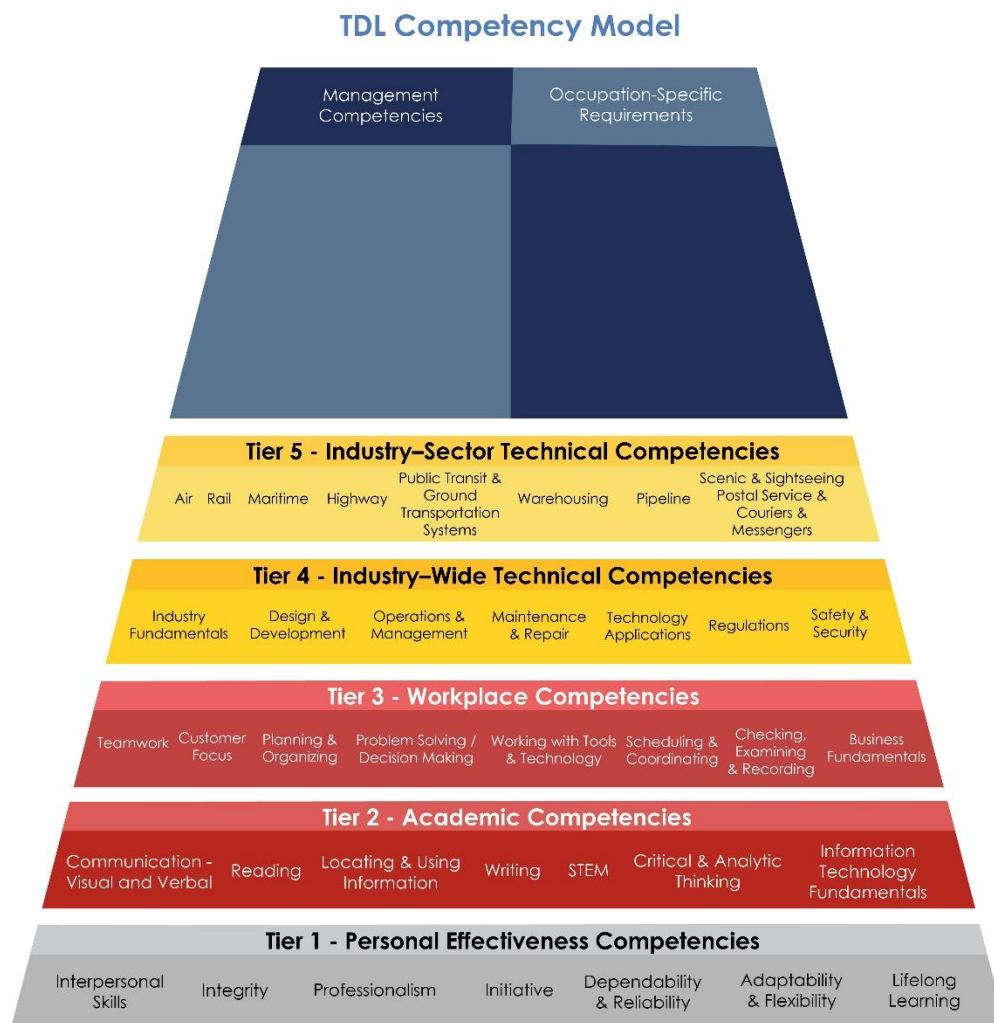 TDL Competency Model
Management
Competencies
Occupation-Specific
Requirements
Tier 5 - Industry–Sector Technical Competencies
Air
Rail
Maritime
Highway
Public Transit &
Ground
Transportation
Systems
Warehousing
Pipeline
Scenic & Sightseeing
Postal Service &
Couriers &
Messengers
Tier 4 - Industry–Wide Technical Competencies
Industry
Fundamentals
Design &
Development
Operations &
Management
Maintenance
& Repair
Technology
Applications
Regulations
Safety &
Security
Tier 3 - Workplace Competencies
Teamwork
Customer
Focus
Planning &
Organizing
Problem Solving /
Decision Making
Working with Tools
& Technology
Scheduling &
Coordinating
Checking,
Examining
& Recording
Business
Fundamentals
Tier 2 - Academic Competencies
Communication -
Visual and Verbal
Reading
Locating & Using
Information
Writing
STEM
Critical & Analytic
Thinking
Information
Technology
Fundamentals
Tier 1 - Personal Effectiveness Competencies
Interpersonal
Skills
Integrity
Professionalism
Initiative
Dependability
& Reliability
Adaptability
& Flexibility
Lifelong
Learning